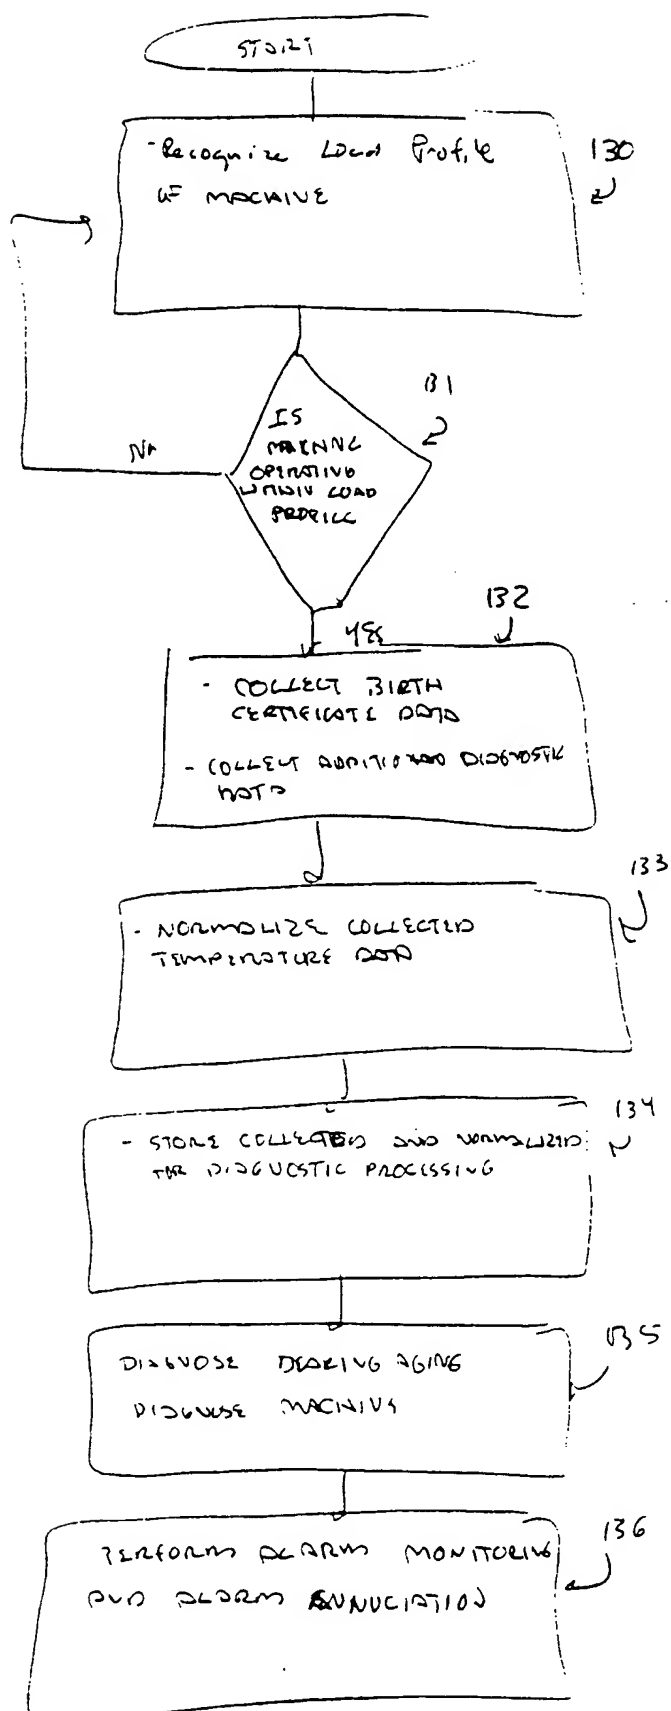 START
- Recognize Load Profile
130
OF MACHINE
131
IS
MACHINE
OPERATING
WITHIN LOAD
PROFILE
No
YES
132
- COLLECT BIRTH
CERTIFICATE DATA
- COLLECT ADDITIONAL DIAGNOSTIC
DATA
133
- NORMALIZE COLLECTED
TEMPERATURE DATA
134
- STORE COLLECTED AND NORMALIZED
FOR DIAGNOSTIC PROCESSING
135
DIAGNOSE BEARING AGING
DIAGNOSE MACHINE
136
PERFORM ALARM MONITORING
AND ALARM ANNUCIATION